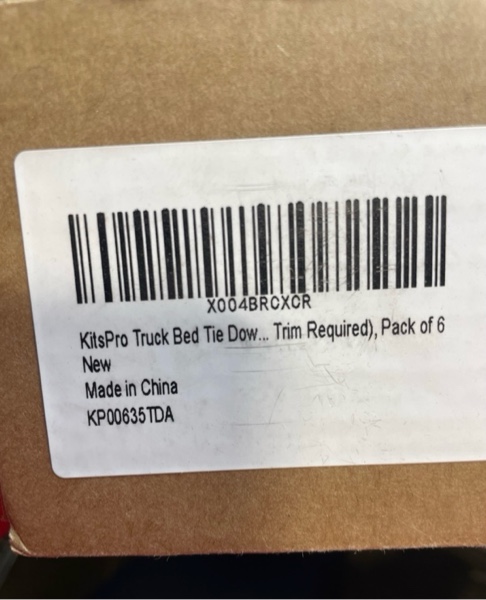 X004BRCXCR
KitsPro Truck Bed Tie Dow... Trim Required), Pack of 6
New
Made in China
KP00635TDA